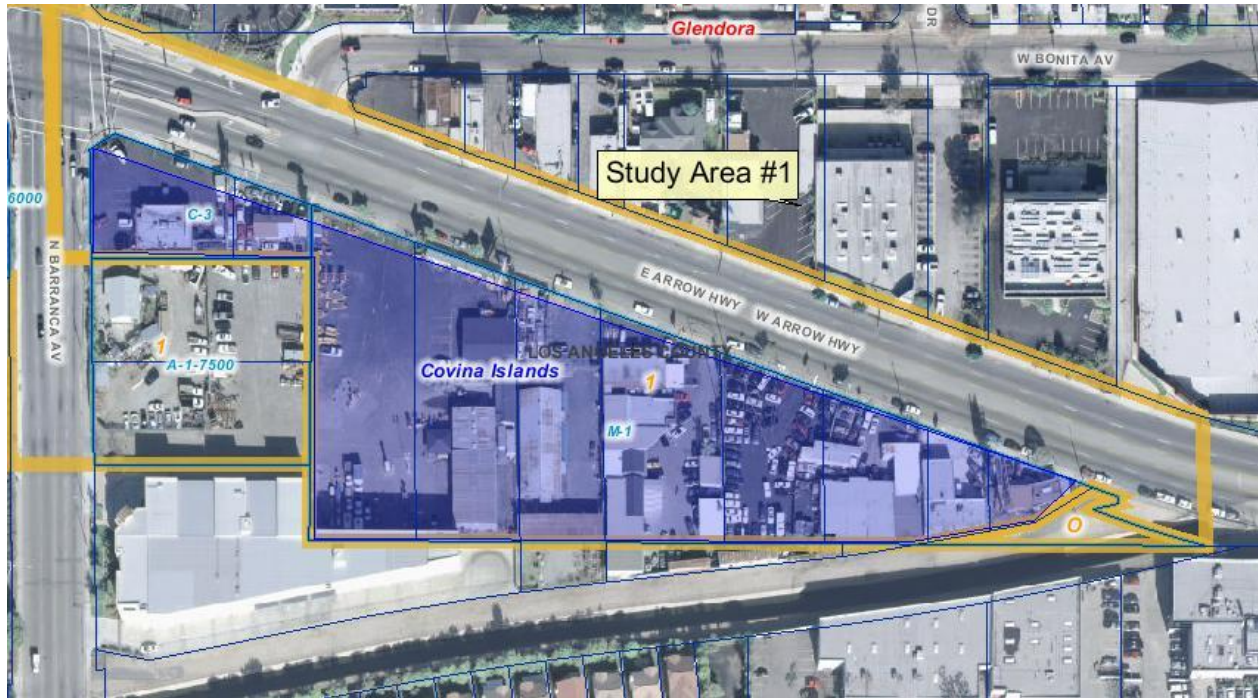 Glendora
DR
W BONITA AV
Study Area #1
6000
C-3
N BARRANCA AV
E ARROW HWY W ARROW HWY
1
A-1-7500
LOS ANGELES COUNTY
Covina Islands
1
M-1
O